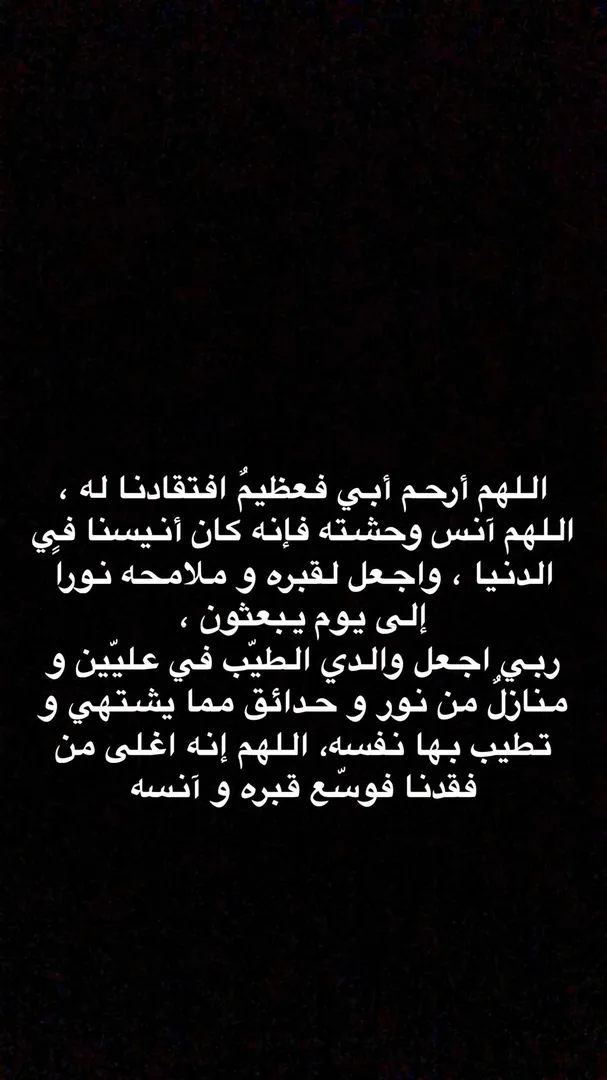 اللهم أرحم أبي فعظيمٌ افتقادنا له ،
اللهم آنس وحشته فإنه كان أنيسنا في
الدنيا ، واجعل لقبره و ملامحه نوراً
إلى يوم يبعثون ،
ربي اجعل والدي الطيّب في عليّين و
منازلٌ من نور و حدائق مما يشتهي و
تطيب بها نفسه، اللهم إنه اغلى من
فقدنا فوسّع قبره و آنسه